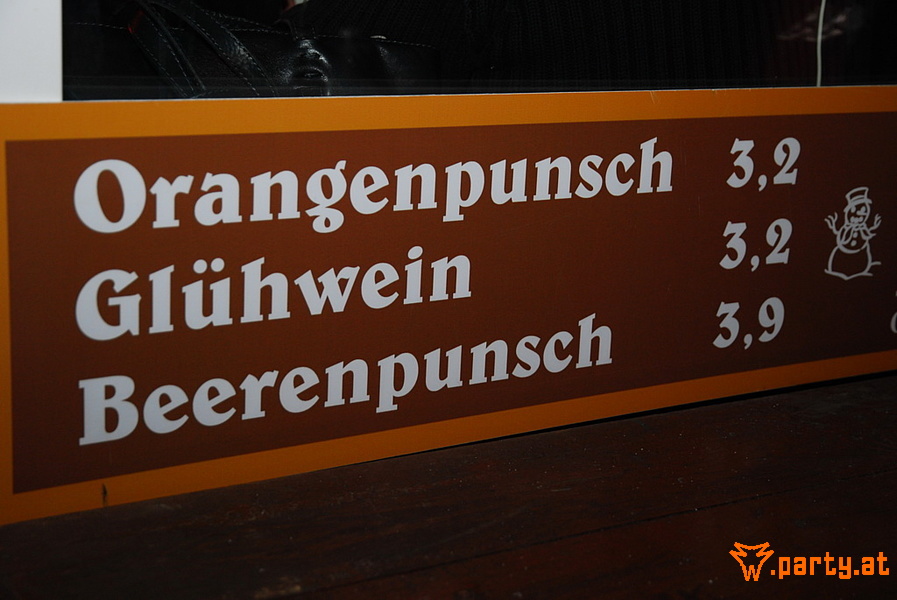 Orangenpunsch 3,2
Glühwein 3,2
Beerenpunsch 3,9
.party.at